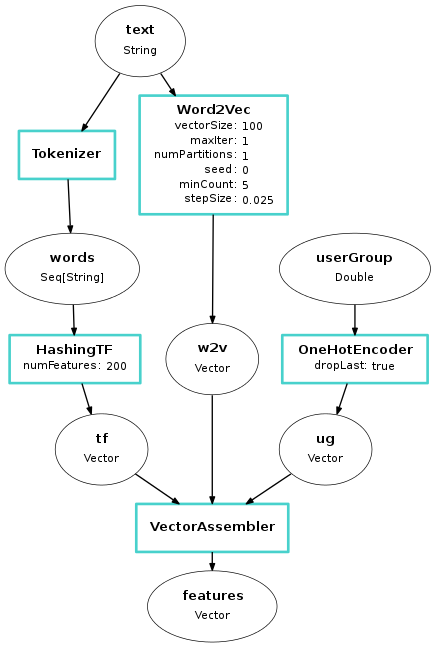 text
String
Word2Vec
vectorSize: 100
maxIter: 1
numPartitions: 1
seed: 0
minCount: 5
stepSize: 0.025
Tokenizer
words
Seq[String]
userGroup
Double
HashingTF
numFeatures: 200
w2v
Vector
OneHotEncoder
dropLast: true
tf
Vector
ug
Vector
VectorAssembler
features
Vector